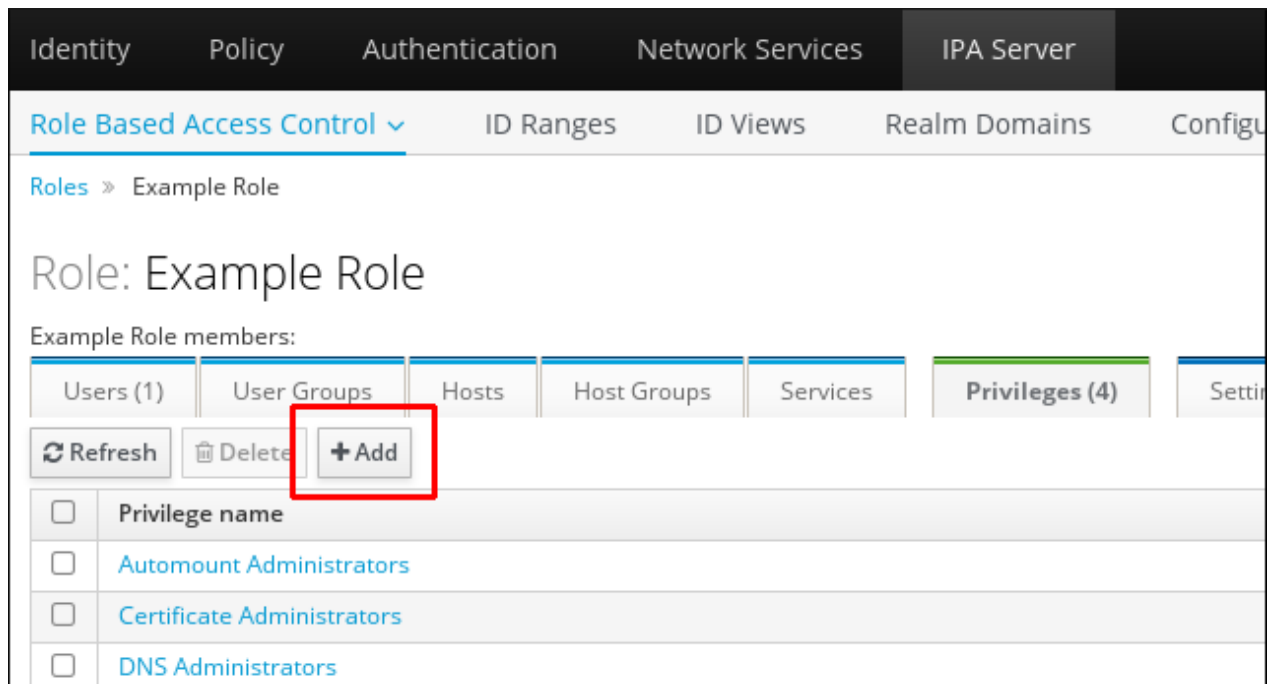 Identity Policy Authentication Network Services IPA Server
Role Based Access Control ID Ranges ID Views Realm Domains Configu
Roles » Example Role
Role: Example Role
Example Role members:
Users (1) User Groups Hosts Host Groups Services Privileges (4) Settin
Refresh Delete +Add
Privilege name
Automount Administrators
Certificate Administrators
DNS Administrators